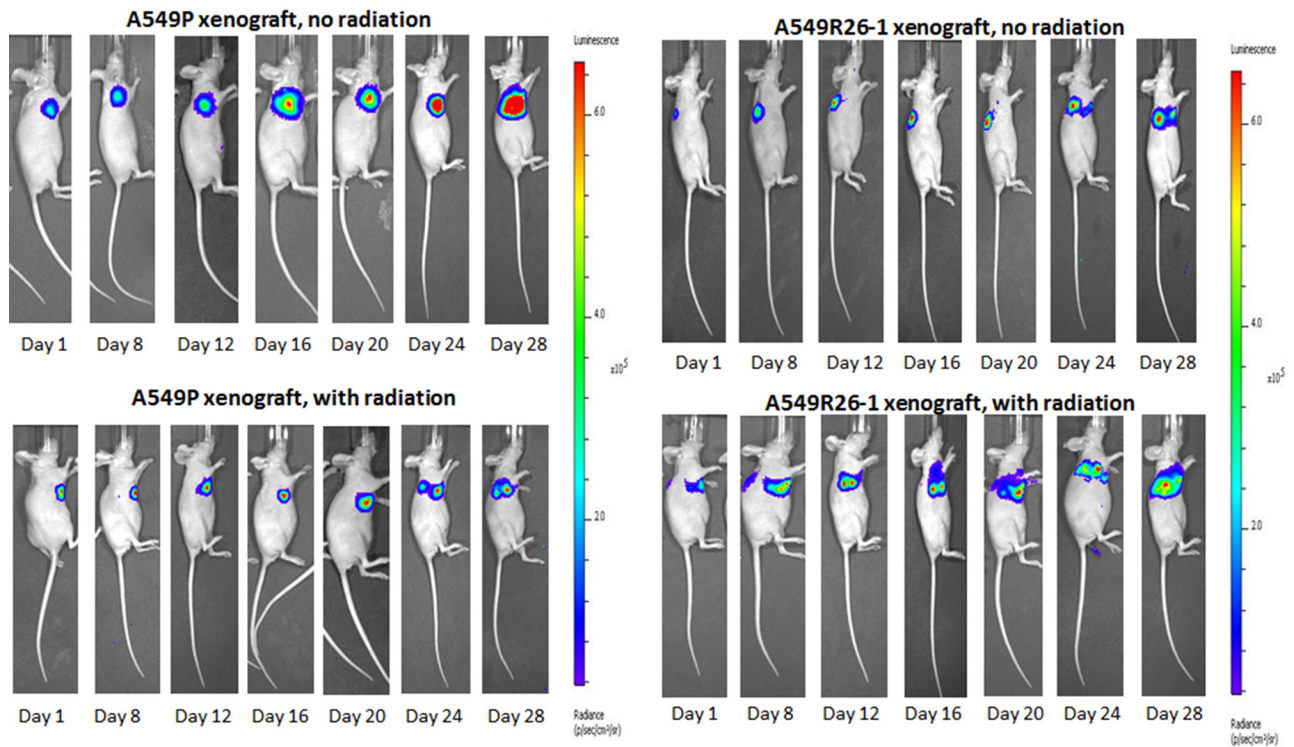 A549P xenograft, no radiation
Day 1 Day 8 Day 12 Day 16 Day 20 Day 24 Day 28
A549P xenograft, with radiation
Day 1 Day 8 Day 12 Day 16 Day 20 Day 24 Day 28
Luminescence
6.0
4.0
x10⁵
2.0
Radiance
(p/sec/cm²/sr)
A549R26-1 xenograft, no radiation
Day 1 Day 8 Day 12 Day 16 Day 20 Day 24 Day 28
A549R26-1 xenograft, with radiation
Day 1 Day 8 Day 12 Day 16 Day 20 Day 24 Day 28
Luminescence
6.0
4.0
x10⁵
2.0
Radiance
(p/sec/cm²/sr)